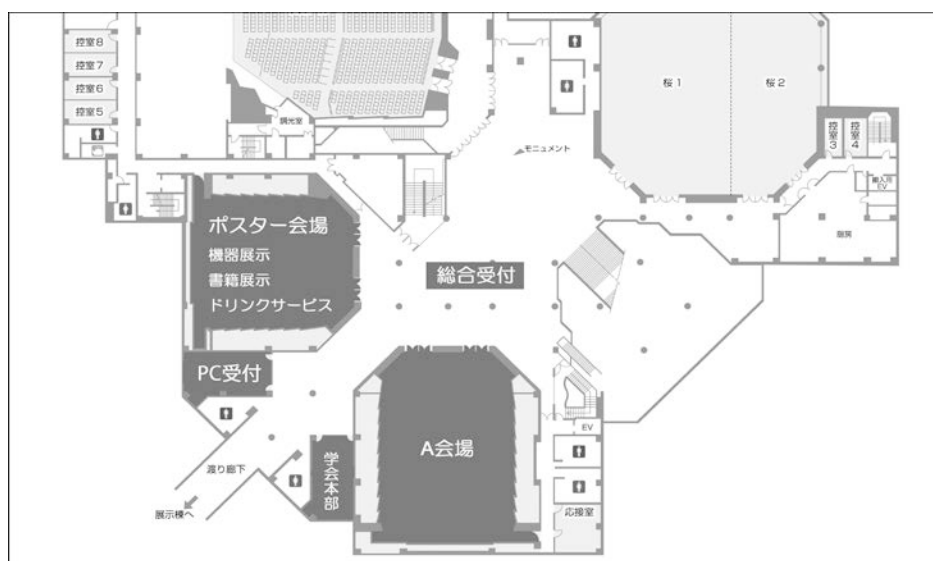 控室8
控室7
控室6
控室5
調光室
桜1
桜2
控室3
控室4
モニュメント
搬入用
EV
厨房
ポスター会場
機器展示
書籍展示
ドリンクサービス
総合受付
PC受付
A会場
EV
学会本部
渡り廊下
展示棟へ
応接室